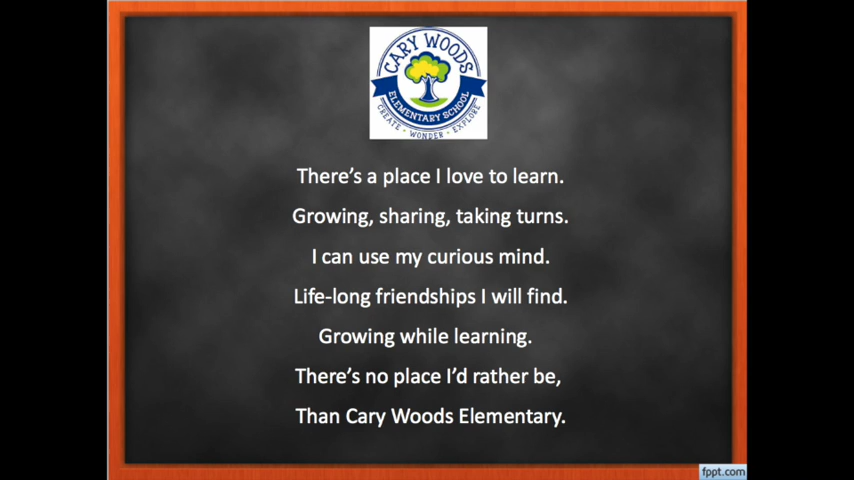 CARY WOODS
ELEMENTARY SCHOOL
CREATE - WONDER - EXPLORE
There's a place I love to learn.
Growing, sharing, taking turns.
I can use my curious mind.
Life-long friendships I will find.
Growing while learning.
There's no place I'd rather be,
Than Cary Woods Elementary.
fppt.com